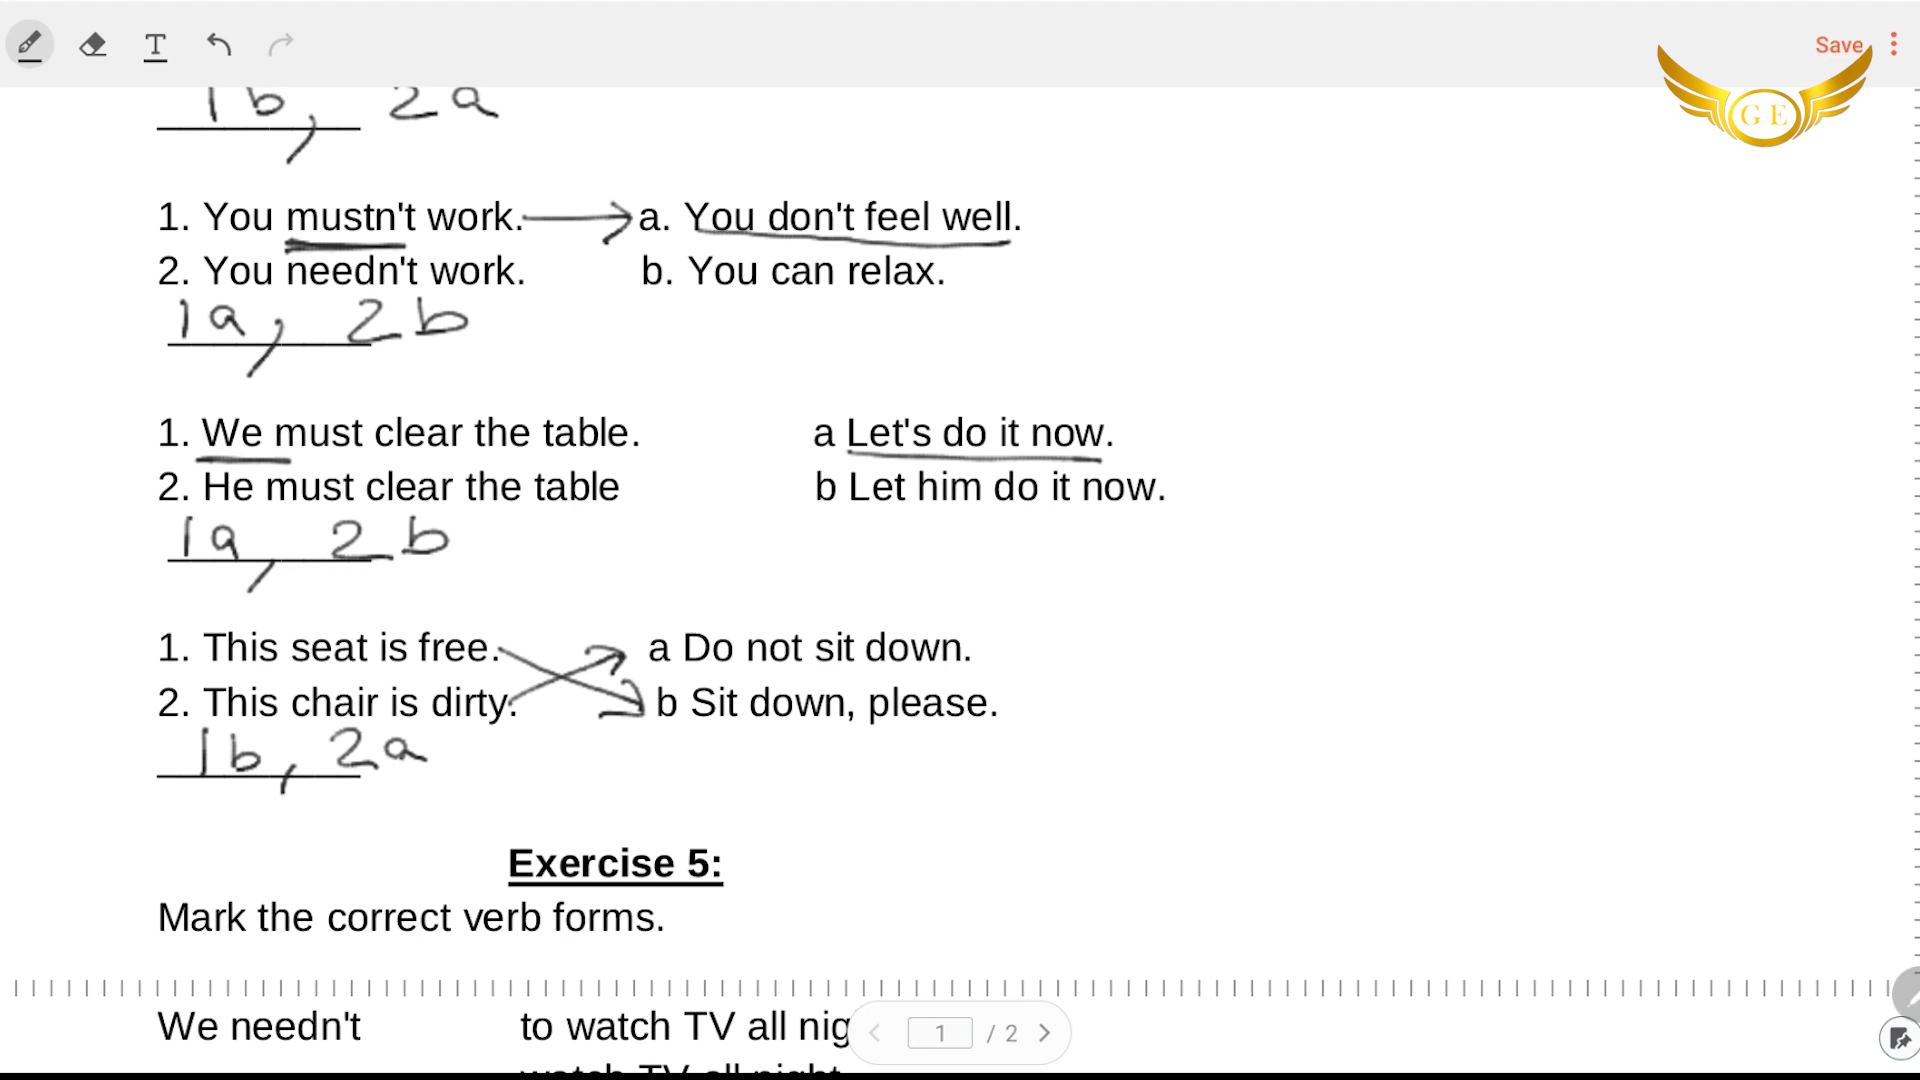 Save
G E
1b, 2a
1. You mustn't work. a. You don't feel well.
2. You needn't work. b. You can relax.
1a, 2b
1. We must clear the table. a Let's do it now.
2. He must clear the table b Let him do it now.
1a, 2b
1. This seat is free. a Do not sit down.
2. This chair is dirty. b Sit down, please.
1b, 2a
Exercise 5:
Mark the correct verb forms.
We needn't to watch TV all nig
watch TV all night
1 / 2